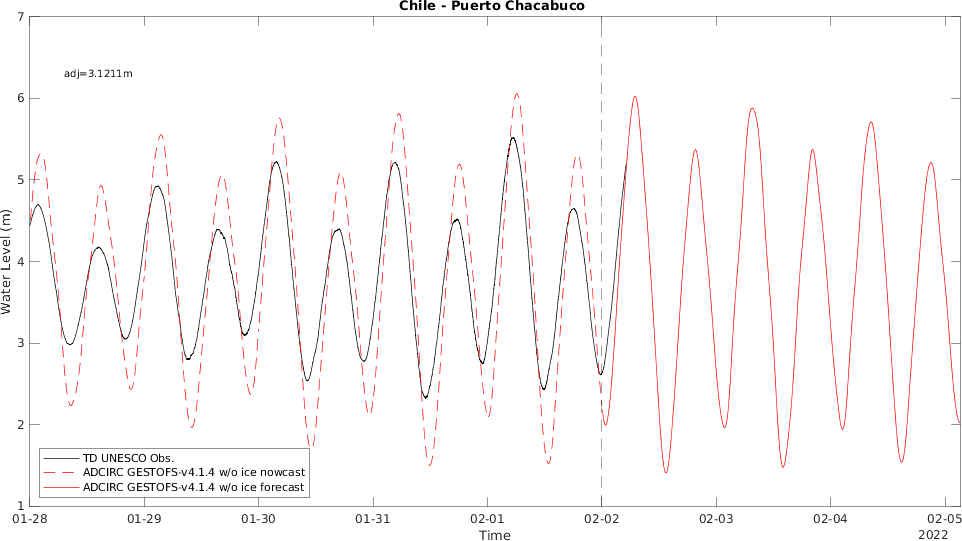 Chile - Puerto Chacabuco
7
6
5
4
3
2
1
Water Level (m)
adj=3.1211m
TD UNESCO Obs.
ADCIRC GESTOFS-v4.1.4 w/o ice nowcast
ADCIRC GESTOFS-v4.1.4 w/o ice forecast
01-28 01-29 01-30 01-31 02-01 02-02 02-03 02-04 02-05
2022
Time